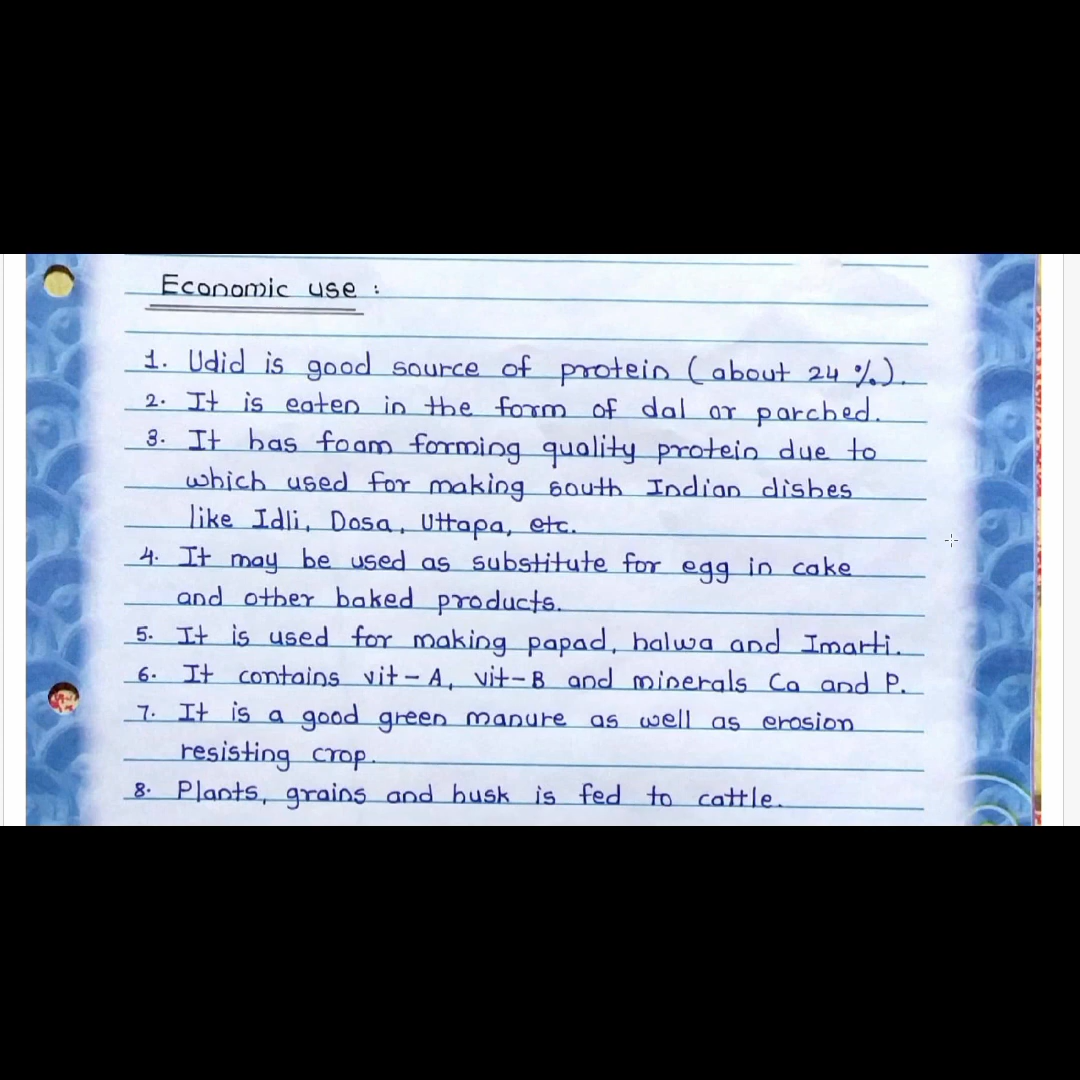 Economic use :
1. Udid is good source of protein (about 24 %).
2. It is eaten in the form of dal or parched.
3. It has foam forming quality protein due to
which used for making south Indian dishes
like Idli, Dosa, Uttapa, etc.
4. It may be used as substitute for egg in cake
and other baked products.
5. It is used for making papad, halwa and Imarti.
6. It contains vit-A, vit-B and minerals Ca and P.
7. It is a good green manure as well as erosion
resisting crop.
8. Plants, grains and husk is fed to cattle.